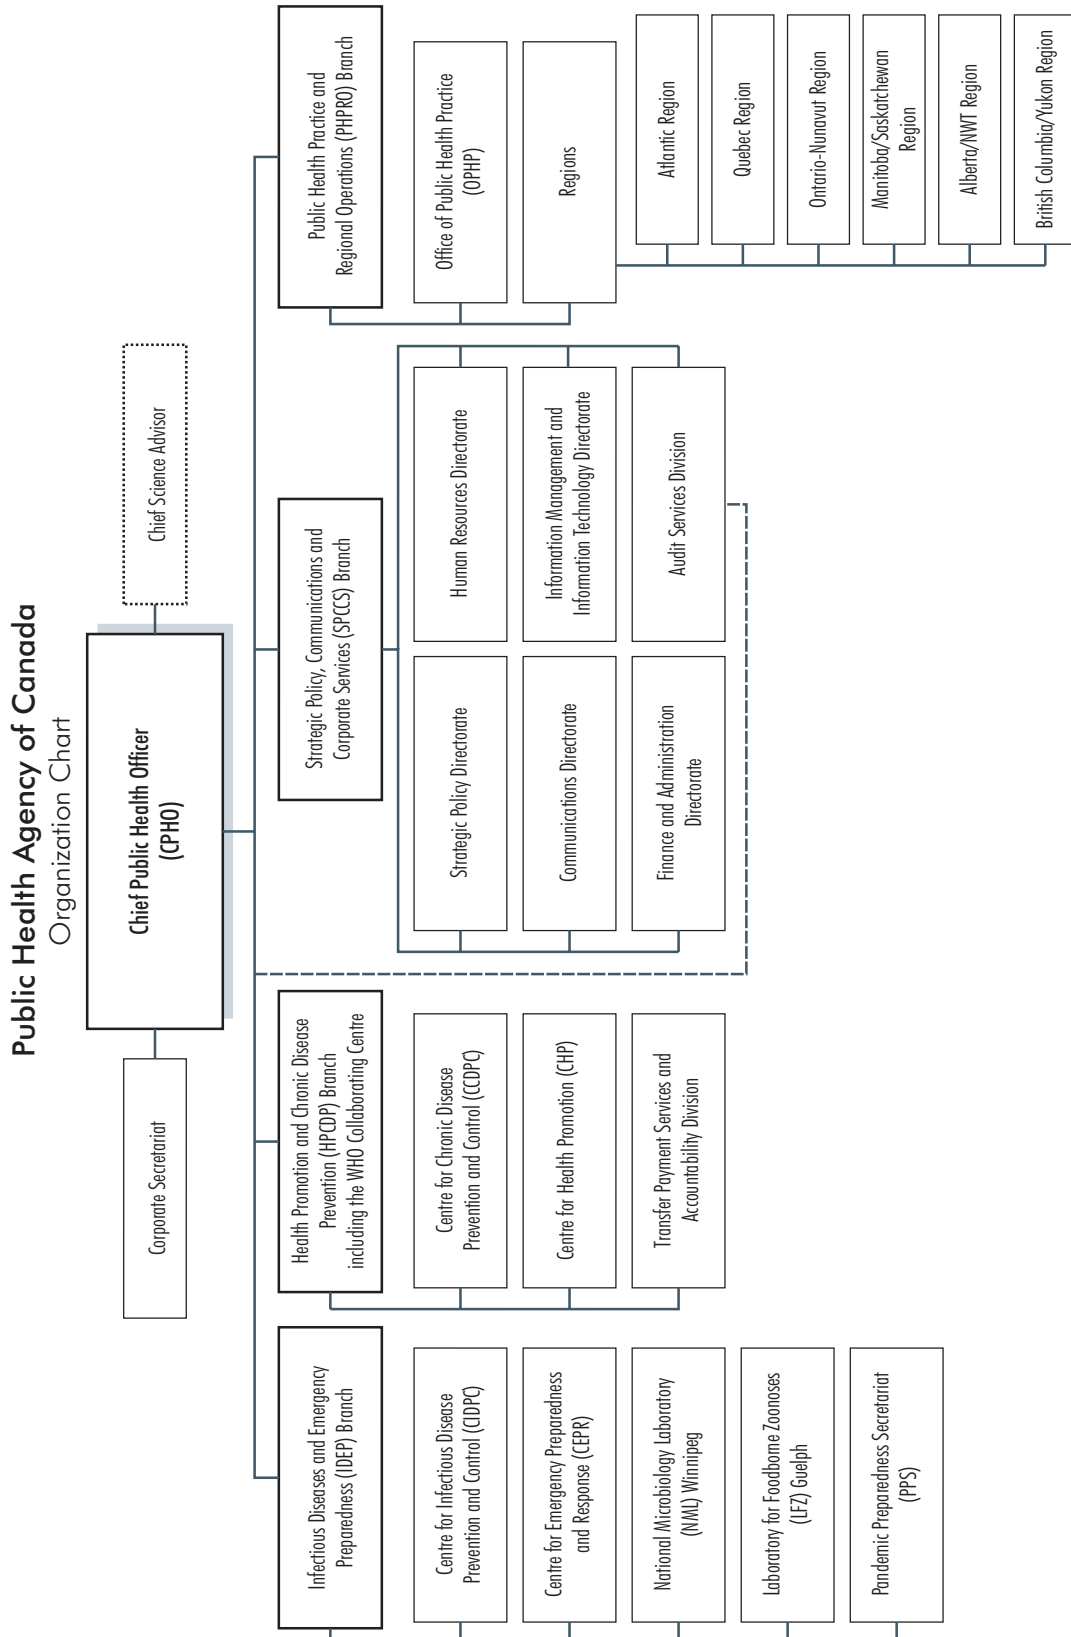 Public Health Agency of Canada
Organization Chart
Corporate Secretariat
Chief Public Health Officer
(CPHO)
Chief Science Advisor
Infectious Diseases and Emergency
Preparedness (IDEP) Branch
Centre for Infectious Disease
Prevention and Control (CIDPC)
Centre for Emergency Preparedness
and Response (CEPR)
National Microbiology Laboratory
(NML) Winnipeg
Laboratory for Foodborne Zoonoses
(LFZ) Guelph
Pandemic Preparedness Secretariat
(PPS)
Health Promotion and Chronic Disease
Prevention (HPCDP) Branch
including the WHO Collaborating Centre
Centre for Chronic Disease
Prevention and Control (CCDPC)
Centre for Health Promotion (CHP)
Transfer Payment Services and
Accountability Division
Strategic Policy, Communications and
Corporate Services (SPCCS) Branch
Strategic Policy Directorate
Communications Directorate
Finance and Administration
Directorate
Human Resources Directorate
Information Management and
Information Technology Directorate
Audit Services Division
Public Health Practice and
Regional Operations (PHPRO) Branch
Office of Public Health Practice
(OPHP)
Regions
Atlantic Region
Quebec Region
Ontario-Nunavut Region
Manitoba/Saskatchewan
Region
Alberta/NWT Region
British Columbia/Yukon Region